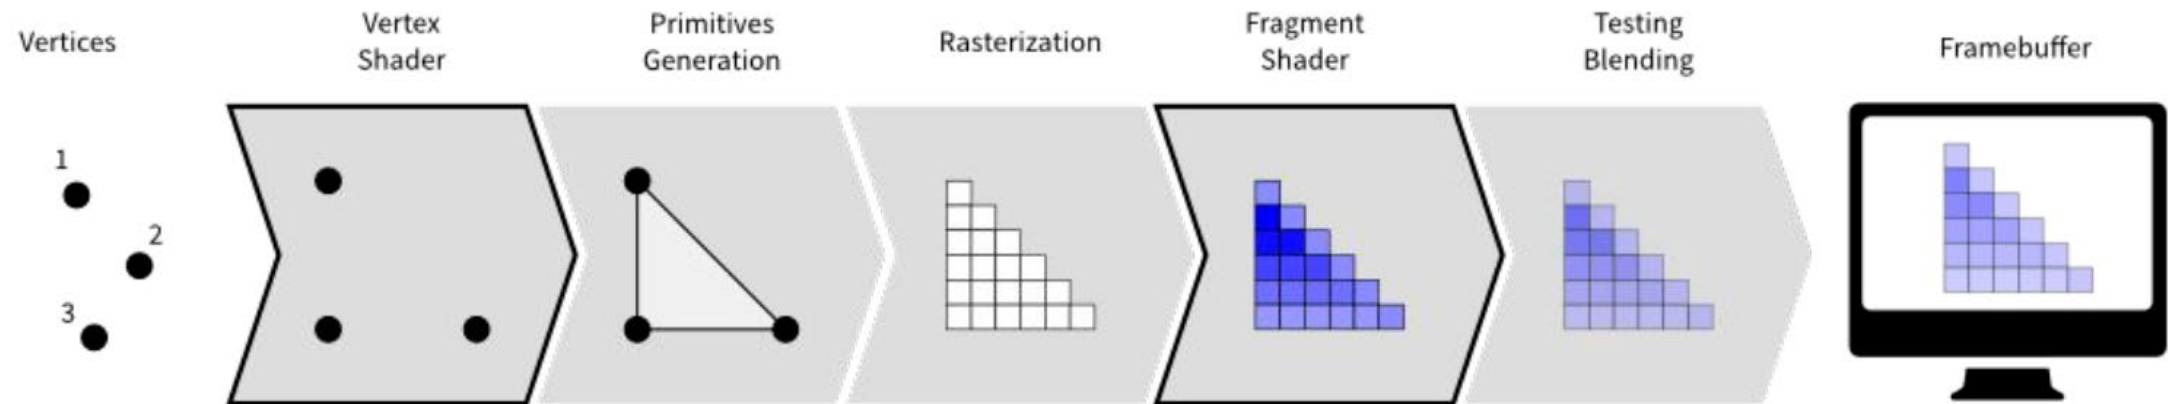 Vertices
Vertex
Shader
Primitives
Generation
Rasterization
Fragment
Shader
Testing
Blending
Framebuffer
1
2
3